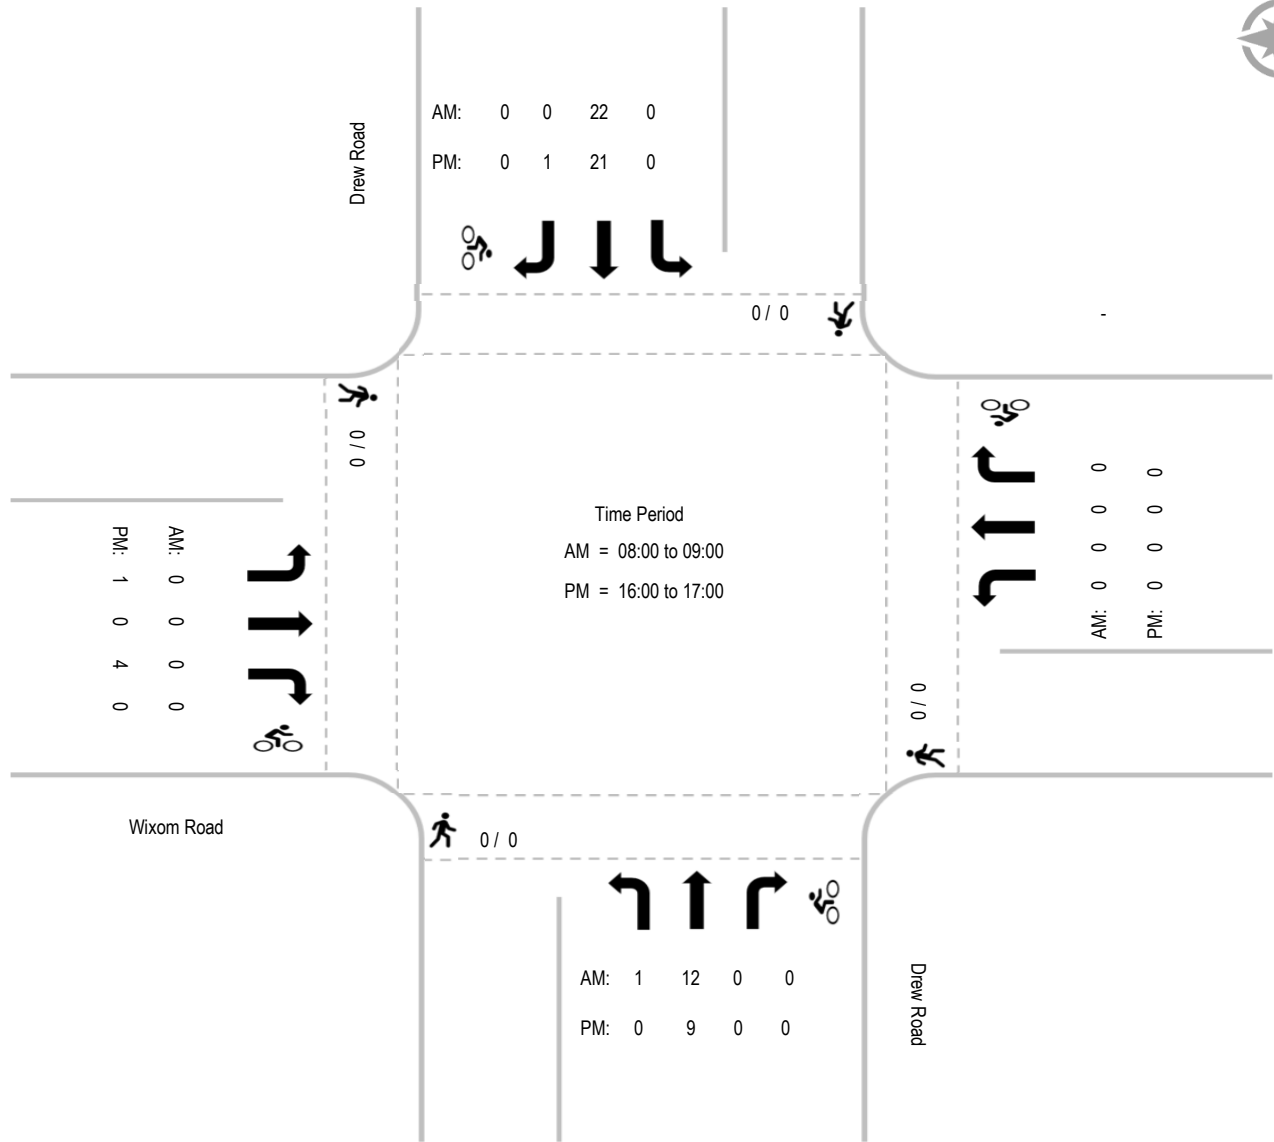 AM: 0 0 22 0
PM: 0 1 21 0
Drew Road
0 / 0
-
0 / 0
Time Period
AM = 08:00 to 09:00
PM = 16:00 to 17:00
AM: 0 0 0 0
PM: 1 0 4 0
AM: 0 0 0 0
PM: 0 0 0 0
0 / 0
Wixom Road
0 / 0
AM: 1 12 0 0
PM: 0 9 0 0
Drew Road